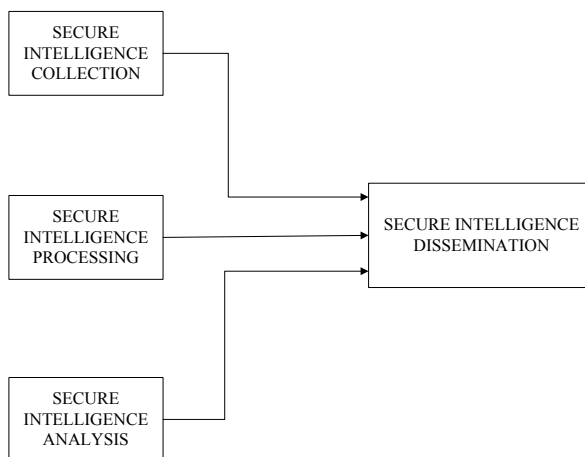 SECURE
INTELLIGENCE
COLLECTION
SECURE
INTELLIGENCE
PROCESSING
SECURE INTELLIGENCE
DISSEMINATION
SECURE
INTELLIGENCE
ANALYSIS